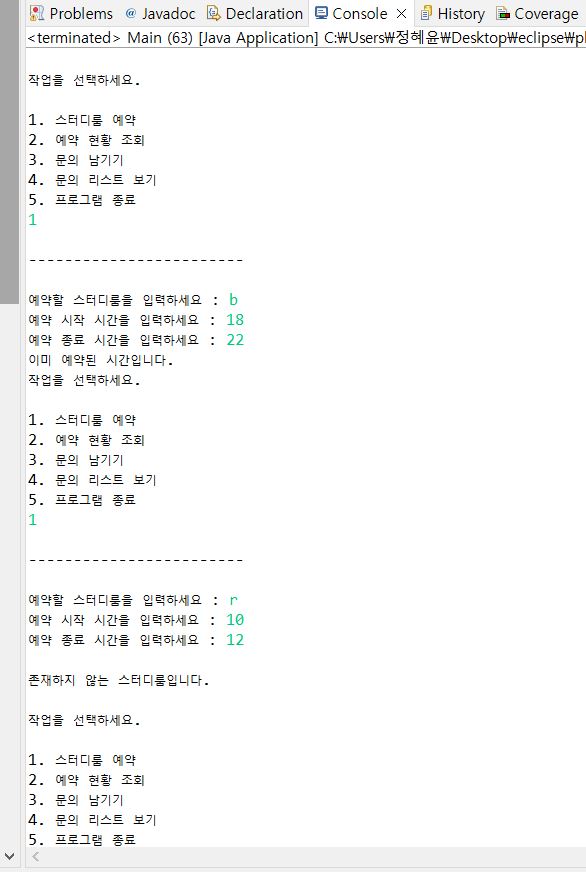 Problems @ Javadoc Declaration Console History Coverage
<terminated> Main (63) [Java Application] C:₩Users₩정혜윤₩Desktop₩eclipse₩pl
작업을 선택하세요.
1. 스터디룸 예약
2. 예약 현황 조회
3. 문의 남기기
4. 문의 리스트 보기
5. 프로그램 종료
1
------------------------
예약할 스터디룸을 입력하세요 : b
예약 시작 시간을 입력하세요 : 18
예약 종료 시간을 입력하세요 : 22
이미 예약된 시간입니다.
작업을 선택하세요.
1. 스터디룸 예약
2. 예약 현황 조회
3. 문의 남기기
4. 문의 리스트 보기
5. 프로그램 종료
1
------------------------
예약할 스터디룸을 입력하세요 : r
예약 시작 시간을 입력하세요 : 10
예약 종료 시간을 입력하세요 : 12
존재하지 않는 스터디룸입니다.
작업을 선택하세요.
1. 스터디룸 예약
2. 예약 현황 조회
3. 문의 남기기
4. 문의 리스트 보기
5. 프로그램 종료